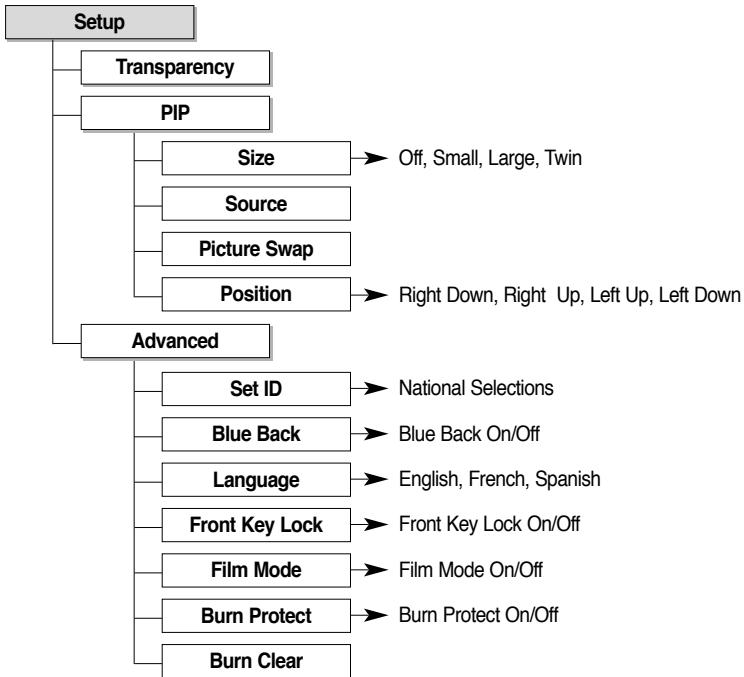 Setup
Transparency
PIP
Size Off, Small, Large, Twin
Source
Picture Swap
Position Right Down, Right Up, Left Up, Left Down
Advanced
Set ID National Selections
Blue Back Blue Back On/Off
Language English, French, Spanish
Front Key Lock Front Key Lock On/Off
Film Mode Film Mode On/Off
Burn Protect Burn Protect On/Off
Burn Clear